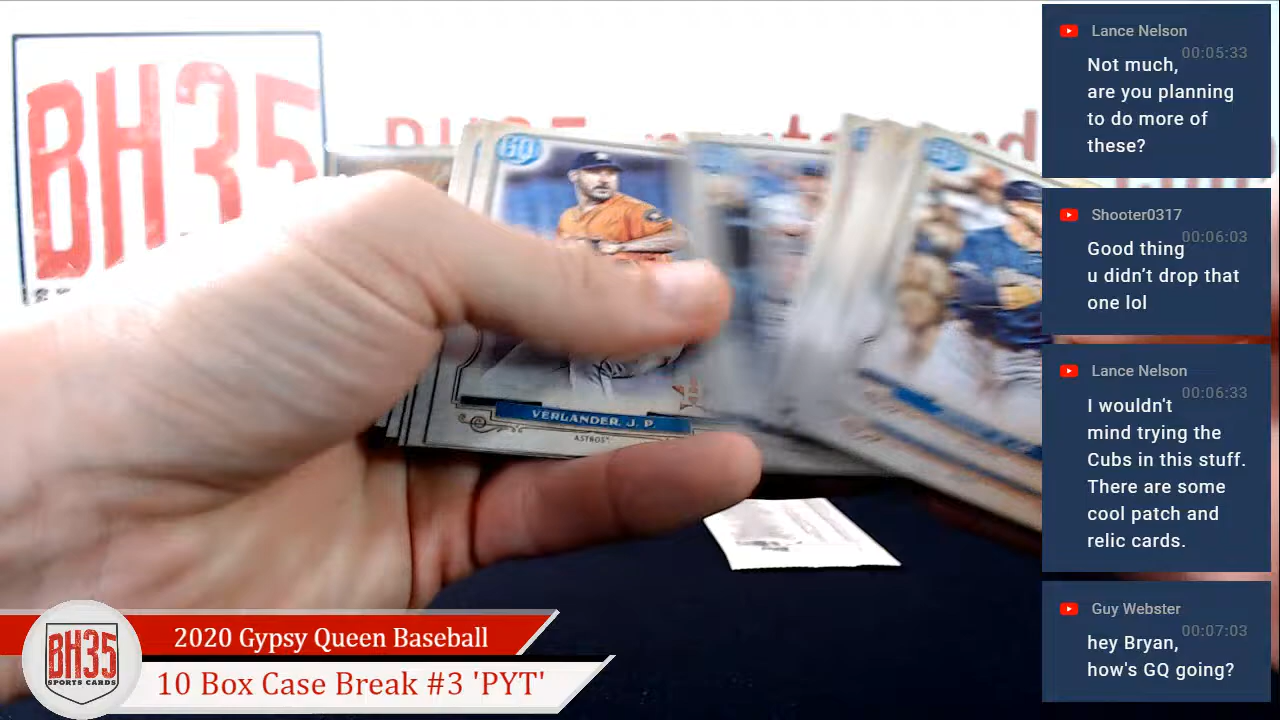 BH35
GQ
GQ
VERLANDER, J. P.
ASTROS
Lance Nelson
00:05:33
Not much,
are you planning
to do more of
these?
Shooter0317
00:06:03
Good thing
u didn't drop that
one lol
Lance Nelson
00:06:33
I wouldn't
mind trying the
Cubs in this stuff.
There are some
cool patch and
relic cards.
Guy Webster
00:07:03
hey Bryan,
how's GQ going?
BH35
SPORTS CARDS
2020 Gypsy Queen Baseball
10 Box Case Break #3 'PYT'